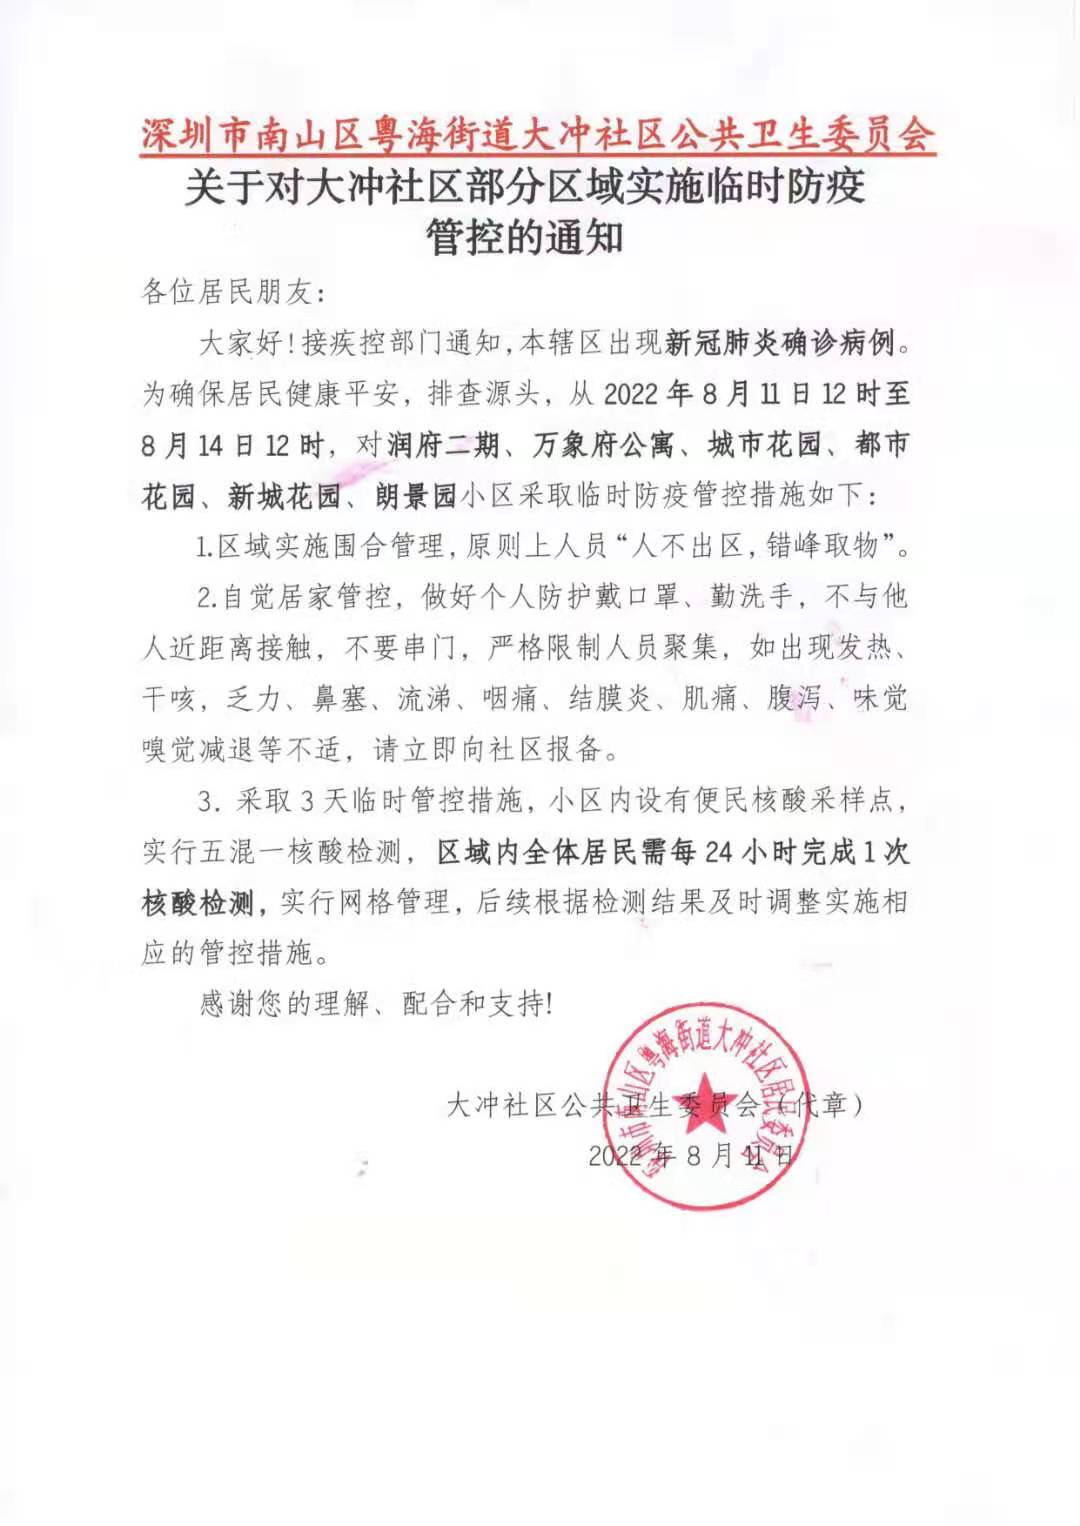 深圳市南山区粤海街道大冲社区公共卫生委员会
关于对大冲社区部分区域实施临时防疫
管控的通知
各位居民朋友：
大家好！接疾控部门通知，本辖区出现新冠肺炎确诊病例。
为确保居民健康平安，排查源头，从 2022 年 8 月 11 日 12 时至
8 月 14 日 12 时，对润府二期、万象府公寓、城市花园、都市
花园、新城花园、朗景园小区采取临时防疫管控措施如下：
1.区域实施围合管理，原则上人员“人不出区，错峰取物”。
2.自觉居家管控，做好个人防护戴口罩、勤洗手，不与他
人近距离接触，不要串门，严格限制人员聚集，如出现发热、
干咳，乏力、鼻塞、流涕、咽痛、结膜炎、肌痛、腹泻、味觉
嗅觉减退等不适，请立即向社区报备。
3. 采取 3 天临时管控措施，小区内设有便民核酸采样点，
实行五混一核酸检测，区域内全体居民需每 24 小时完成 1 次
核酸检测，实行网格管理，后续根据检测结果及时调整实施相
应的管控措施。
感谢您的理解、配合和支持！
大冲社区公共卫生委员会（代章）
2022 年 8 月 11 日
深圳市南山区粤海街道大冲社区居民委员会